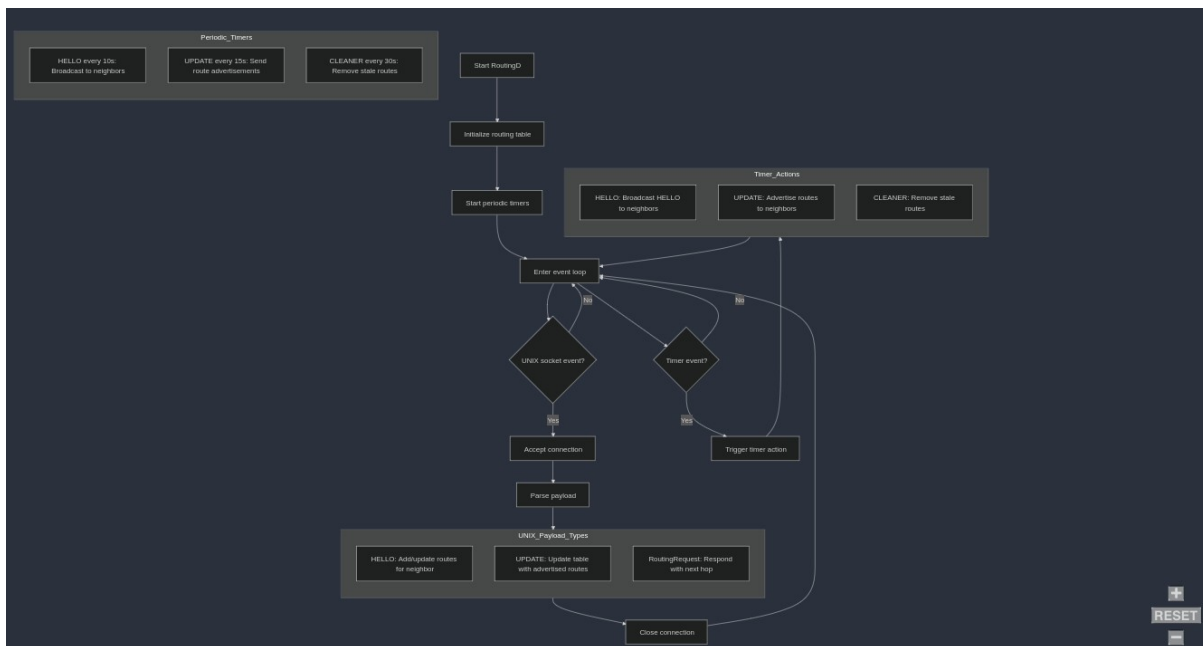 Periodic_Timers
HELLO every 10s:
Broadcast to neighbors
UPDATE every 15s: Send
route advertisements
CLEANER every 30s:
Remove stale routes
Start RoutingD
Initialize routing table
Start periodic timers
Timer_Actions
HELLO: Broadcast HELLO
to neighbors
UPDATE: Advertise routes
to neighbors
CLEANER: Remove stale
routes
Enter event loop
No
No
UNIX socket event?
Timer event?
Yes
Yes
Accept connection
Trigger timer action
Parse payload
UNIX_Payload_Types
HELLO: Add/update routes
for neighbor
UPDATE: Update table
with advertised routes
RoutingRequest: Respond
with next hop
Close connection
+
RESET
−